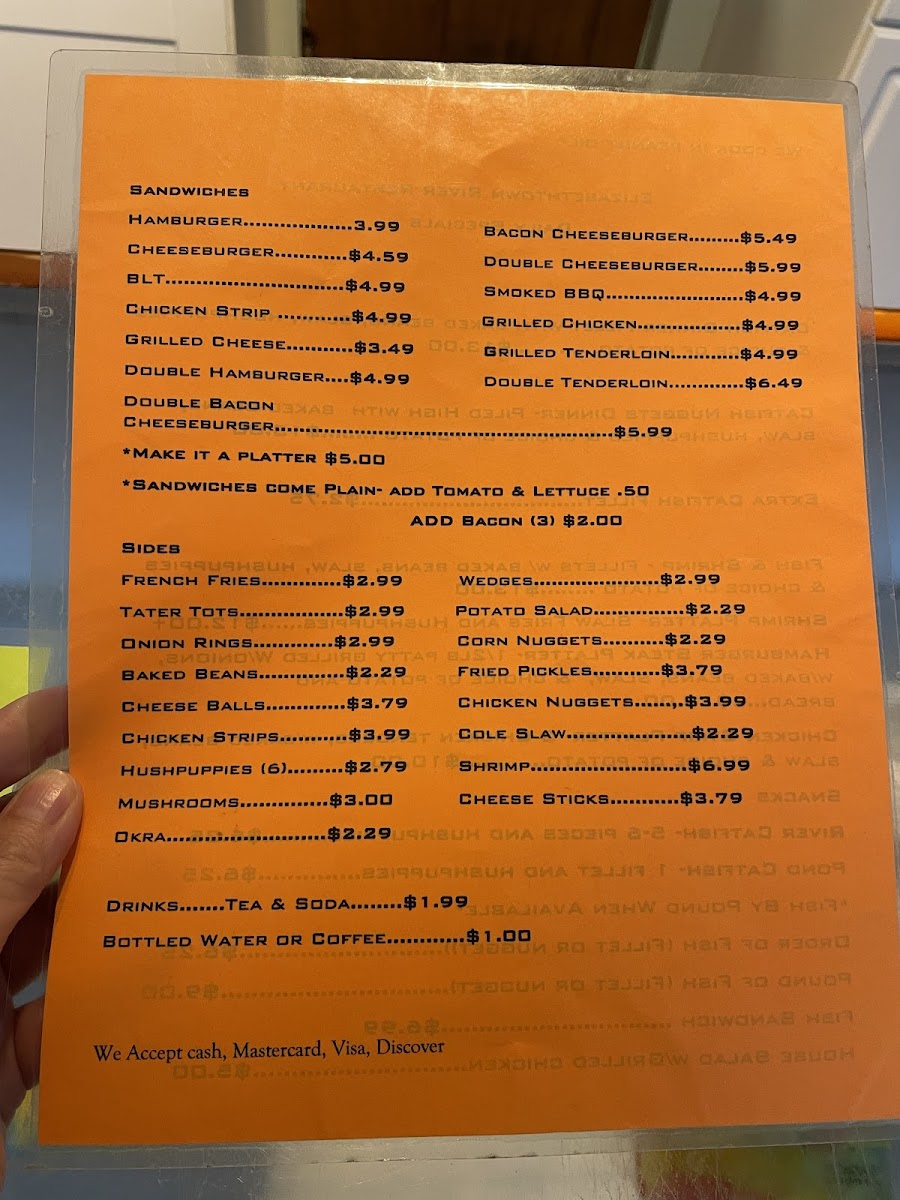 Sandwiches
Hamburger..................3.99
Cheeseburger............$4.59
BLT..............................$4.99
Chicken Strip ............$4.99
Grilled Cheese...........$3.49
Double Hamburger....$4.99
Double Bacon
Cheeseburger.........................................................$5.99
Bacon Cheeseburger.........$5.49
Double Cheeseburger........$5.99
Smoked BBQ.......................$4.99
Grilled Chicken.................$4.99
Grilled Tenderloin............$4.99
Double Tenderloin.............$6.49
*Make it a platter $5.00
*Sandwiches come Plain- add Tomato & Lettuce .50
ADD Bacon (3) $2.00
Sides
French Fries.............$2.99
Tater Tots.................$2.99
Onion Rings.............$2.99
Baked Beans..............$2.29
Cheese Balls.............$3.79
Chicken Strips...........$3.99
Hushpuppies (6).........$2.79
Mushrooms...............$3.00
Okra..........................$2.29
Wedges.....................$2.99
Potato Salad...............$2.29
Corn Nuggets..........$2.29
Fried Pickles............$3.79
Chicken Nuggets........$3.99
Cole Slaw.....................$2.29
Shrimp..........................$6.99
Cheese Sticks............$3.79
Drinks.......Tea & Soda........$1.99
Bottled Water or Coffee.............$1.00
We Accept cash, Mastercard, Visa, Discover